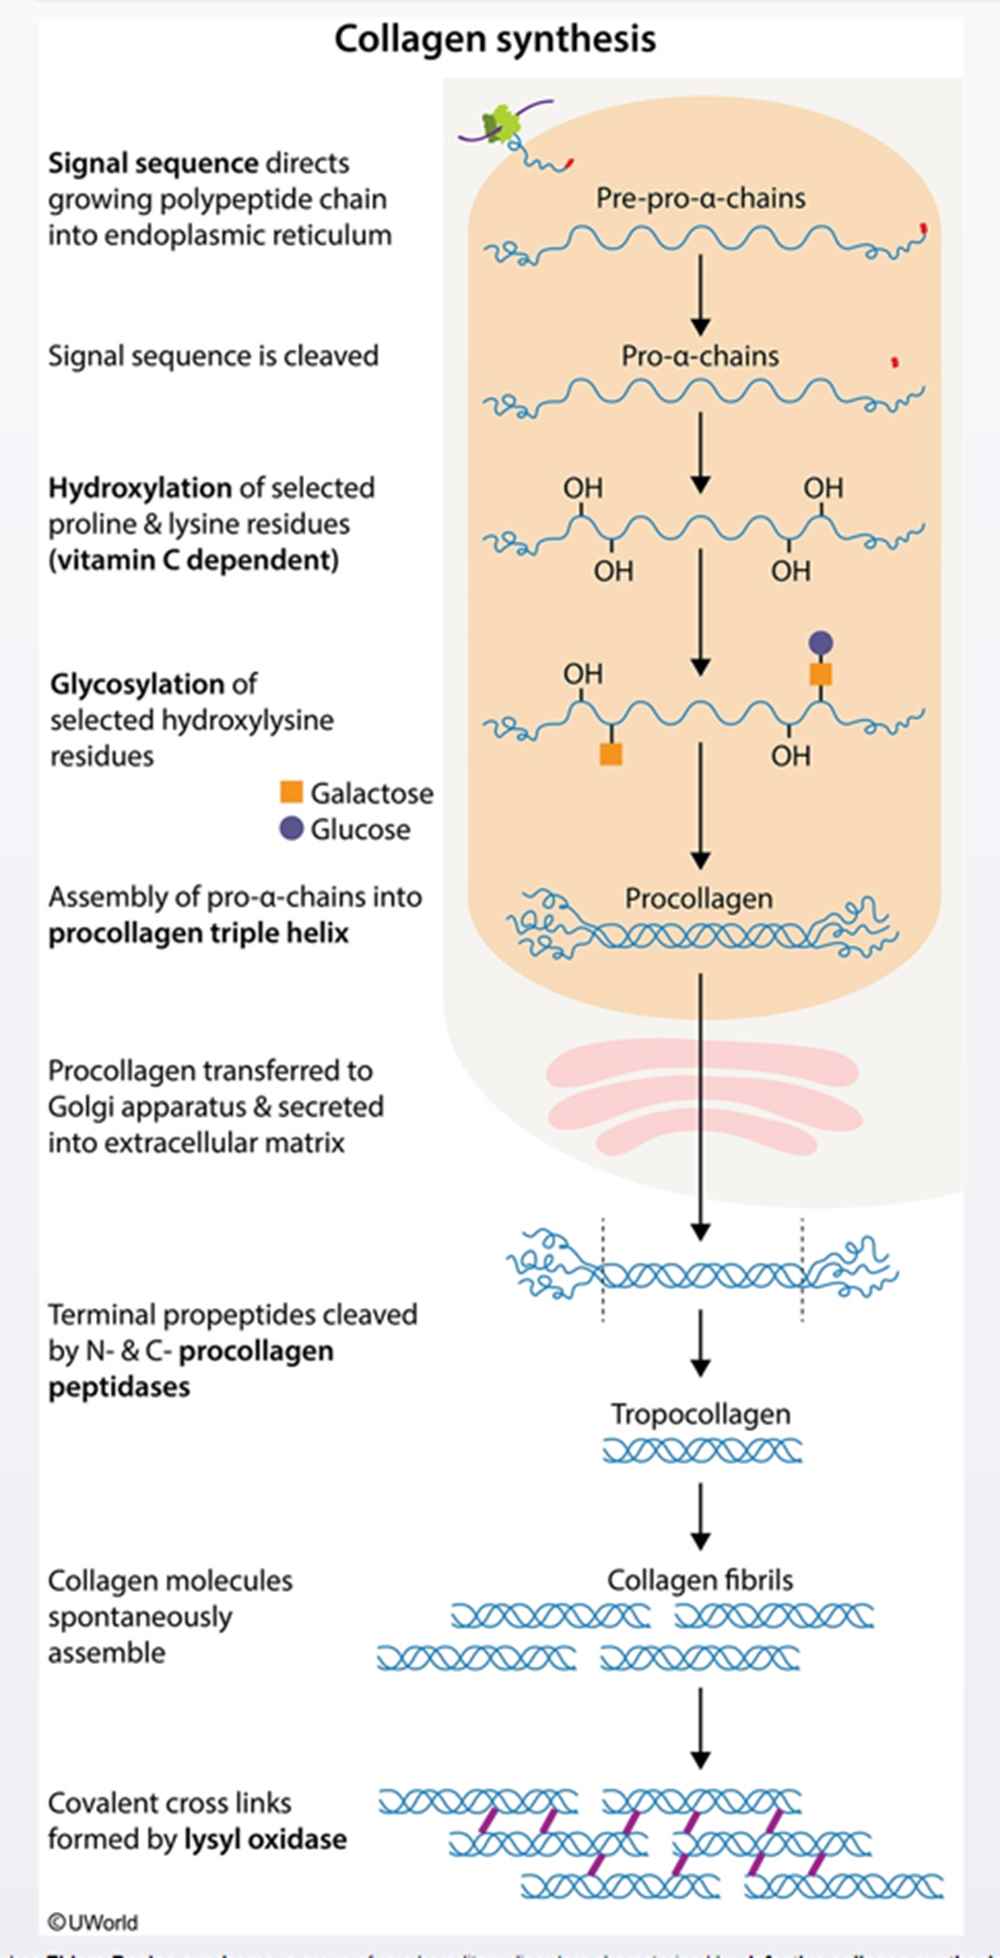 Collagen synthesis
Signal sequence directs
growing polypeptide chain
into endoplasmic reticulum
Pre-pro-α-chains
Signal sequence is cleaved
Pro-α-chains
Hydroxylation of selected
proline & lysine residues
(vitamin C dependent)
OH
OH
OH
OH
Glycosylation of
selected hydroxylysine
residues
OH
OH
Galactose
Glucose
Assembly of pro-α-chains into
procollagen triple helix
Procollagen
Procollagen transferred to
Golgi apparatus & secreted
into extracellular matrix
Terminal propeptides cleaved
by N- & C- procollagen
peptidases
Tropocollagen
Collagen molecules
spontaneously
assemble
Collagen fibrils
Covalent cross links
formed by lysyl oxidase
©UWorld